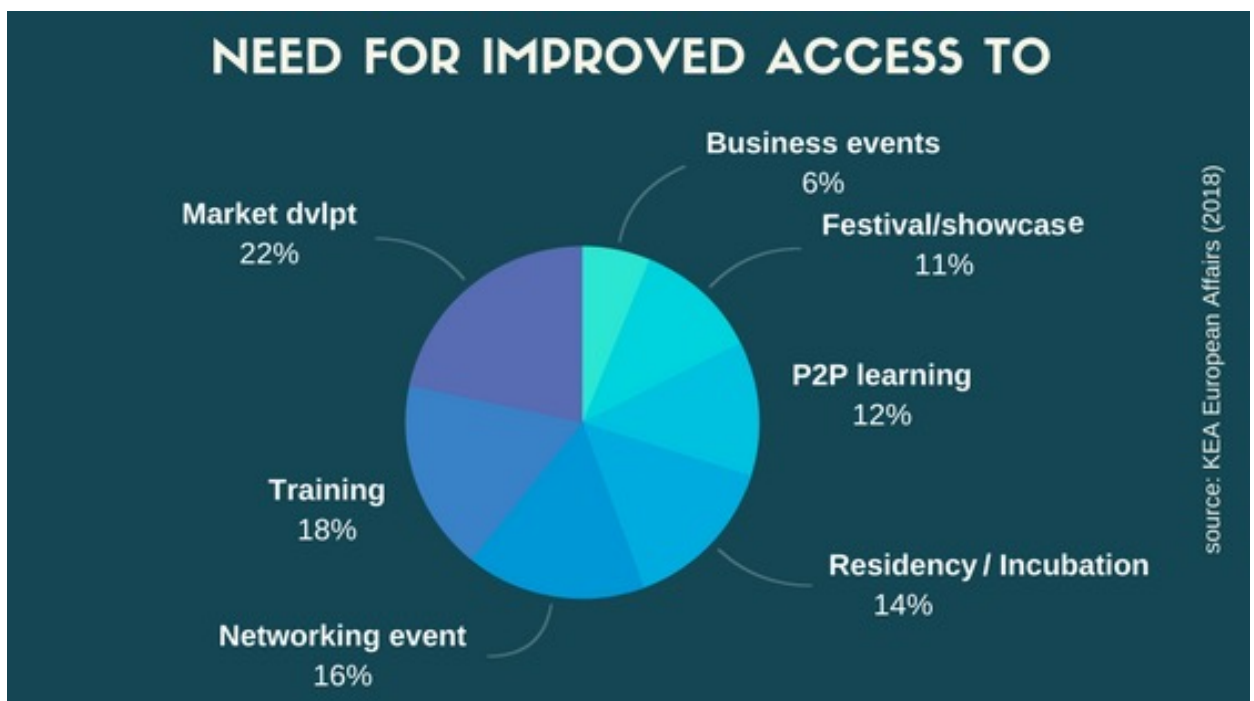 NEED FOR IMPROVED ACCESS TO
Business events
6%
Festival/showcase
11%
P2P learning
12%
Residency / Incubation
14%
Networking event
16%
Training
18%
Market dvlpt
22%
source: KEA European Affairs (2018)